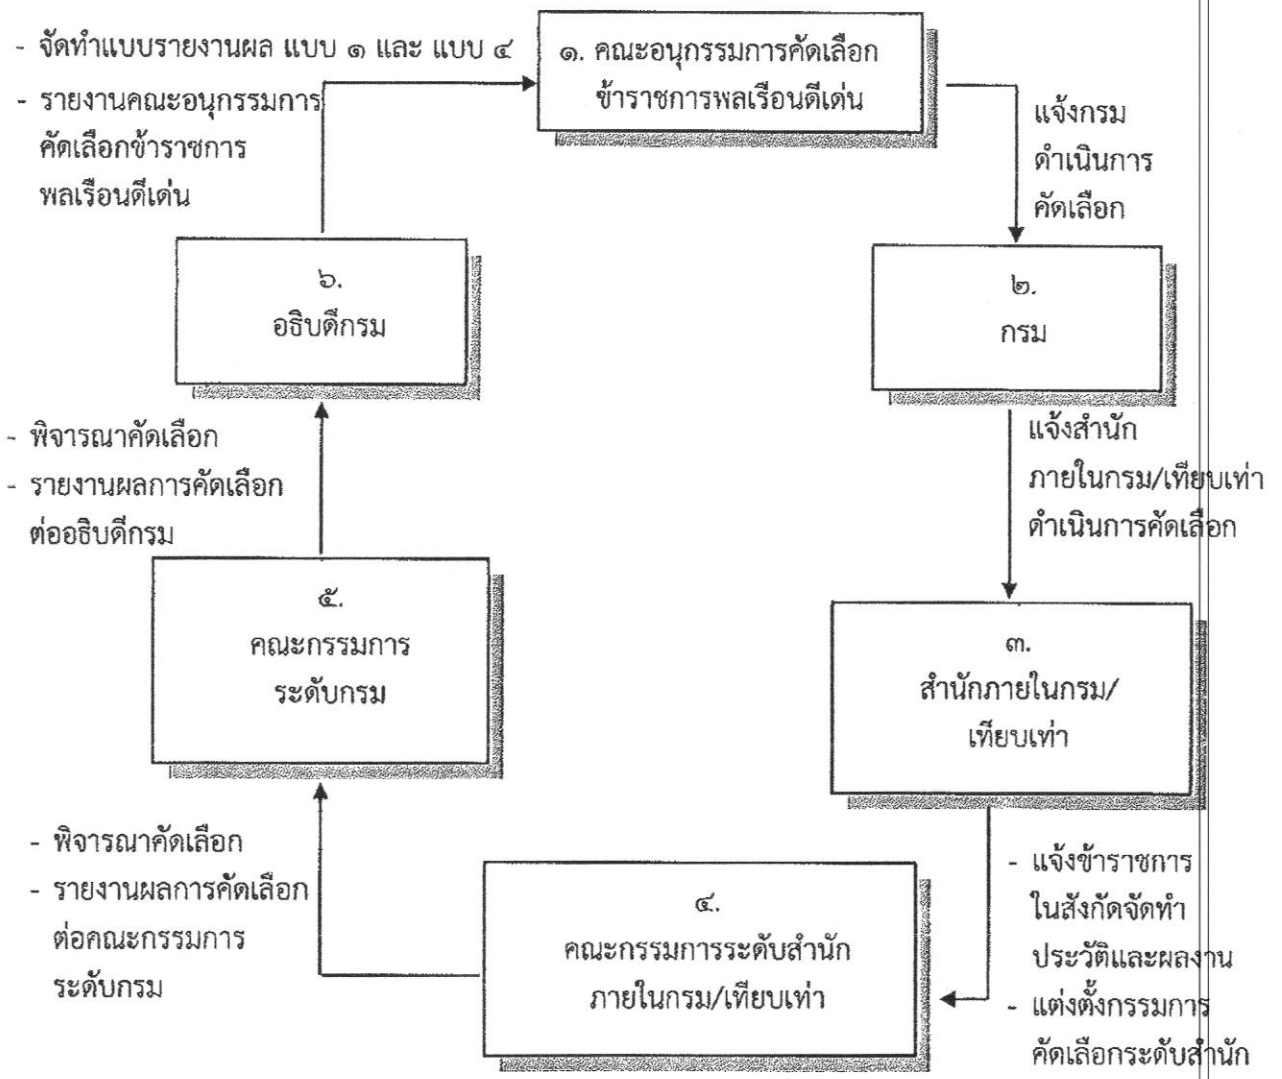 - จัดทำแบบรายงานผล แบบ ๑ และ แบบ ๔
- รายงานคณะอนุกรรมการ
คัดเลือกข้าราชการ
พลเรือนดีเด่น
๑. คณะอนุกรรมการคัดเลือก
ข้าราชการพลเรือนดีเด่น
แจ้งกรม
ดำเนินการ
คัดเลือก
๒.
กรม
แจ้งสำนัก
ภายในกรม/เทียบเท่า
ดำเนินการคัดเลือก
๓.
สำนักภายในกรม/
เทียบเท่า
- แจ้งข้าราชการ
ในสังกัดจัดทำ
ประวัติและผลงาน
- แต่งตั้งกรรมการ
คัดเลือกระดับสำนัก
๔.
คณะกรรมการระดับสำนัก
ภายในกรม/เทียบเท่า
- พิจารณาคัดเลือก
- รายงานผลการคัดเลือก
ต่อคณะกรรมการ
ระดับกรม
๕.
คณะกรรมการ
ระดับกรม
- พิจารณาคัดเลือก
- รายงานผลการคัดเลือก
ต่ออธิบดีกรม
๖.
อธิบดีกรม